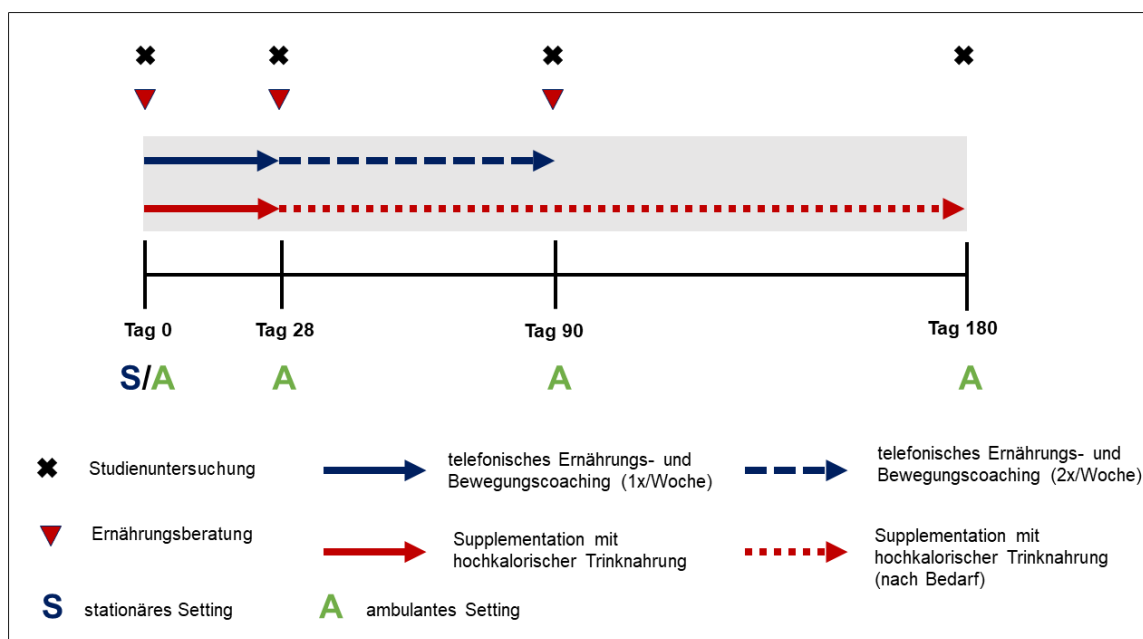 Tag 0
Tag 28
Tag 90
Tag 180
S/A
A
A
A
Studienuntersuchung
telefonisches Ernährungs- und
Bewegungscoaching (1x/Woche)
telefonisches Ernährungs- und
Bewegungscoaching (2x/Woche)
Ernährungsberatung
Supplementation mit
hochkalorischer Trinknahrung
Supplementation mit
hochkalorischer Trinknahrung
(nach Bedarf)
S stationäres Setting
A ambulantes Setting